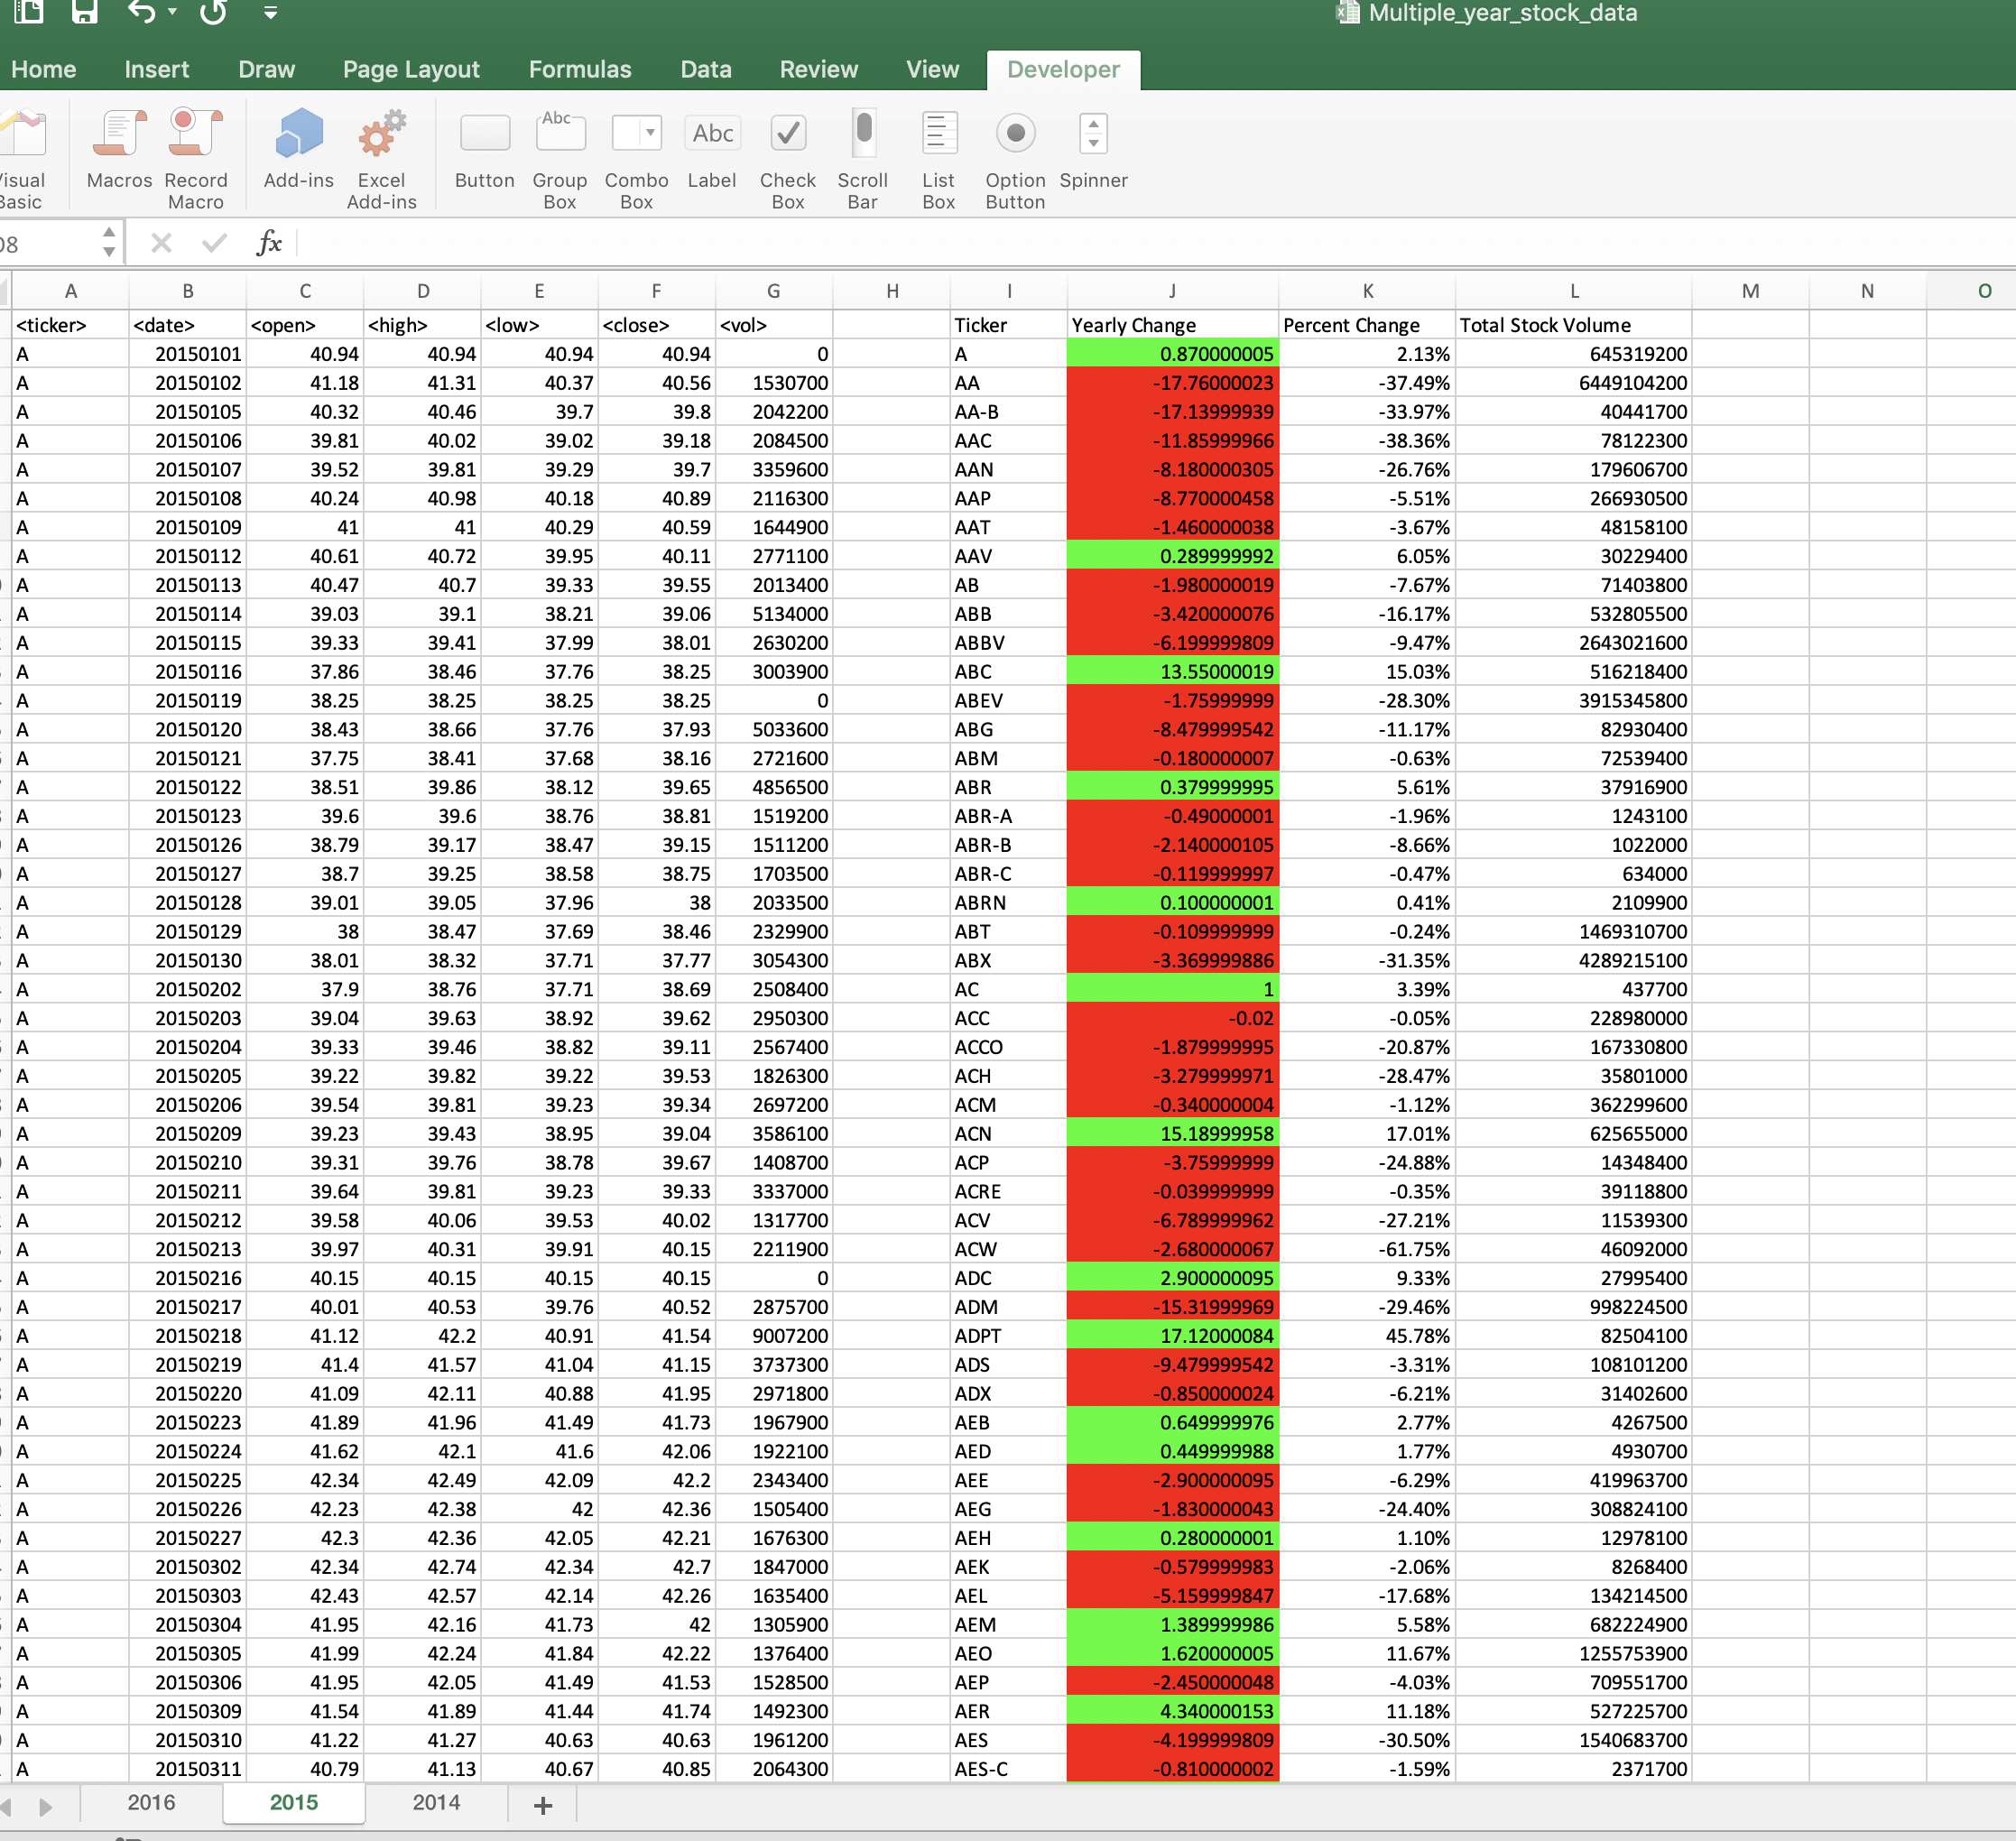 Multiple_year_stock_data
Home Insert Draw Page Layout Formulas Data Review View Developer
Abc Abc
Macros Record Macro Add-ins Excel Add-ins Button Group Box Combo Box Label Check Box Scroll Bar List Box Option Button Spinner
fx
A B C D E F G H I J K L M N O
<ticker> <date> <open> <high> <low> <close> <vol> Ticker Yearly Change Percent Change Total Stock Volume
A 20150101 40.94 40.94 40.94 40.94 0 A 0.870000005 2.13% 645319200
A 20150102 41.18 41.31 40.37 40.56 1530700 AA -17.76000023 -37.49% 6449104200
A 20150105 40.32 40.46 39.7 39.8 2042200 AA-B -17.13999939 -33.97% 40441700
A 20150106 39.81 40.02 39.02 39.18 2084500 AAC -11.85999966 -38.36% 78122300
A 20150107 39.52 39.81 39.29 39.7 3359600 AAN -8.180000305 -26.76% 179606700
A 20150108 40.24 40.98 40.18 40.89 2116300 AAP -8.770000458 -5.51% 266930500
A 20150109 41 41 40.29 40.59 1644900 AAT -1.460000038 -3.67% 48158100
A 20150112 40.61 40.72 39.95 40.11 2771100 AAV 0.289999992 6.05% 30229400
A 20150113 40.47 40.7 39.33 39.55 2013400 AB -1.980000019 -7.67% 71403800
A 20150114 39.03 39.1 38.21 39.06 5134000 ABB -3.420000076 -16.17% 532805500
A 20150115 39.33 39.41 37.99 38.01 2630200 ABBV -6.199999809 -9.47% 2643021600
A 20150116 37.86 38.46 37.76 38.25 3003900 ABC 13.55000019 15.03% 516218400
A 20150119 38.25 38.25 38.25 38.25 0 ABEV -1.75999999 -28.30% 3915345800
A 20150120 38.43 38.66 37.76 37.93 5033600 ABG -8.479999542 -11.17% 82930400
A 20150121 37.75 38.41 37.68 38.16 2721600 ABM -0.180000007 -0.63% 72539400
A 20150122 38.51 39.86 38.12 39.65 4856500 ABR 0.379999995 5.61% 37916900
A 20150123 39.6 39.6 38.76 38.81 1519200 ABR-A -0.49000001 -1.96% 1243100
A 20150126 38.79 39.17 38.47 39.15 1511200 ABR-B -2.140000105 -8.66% 1022000
A 20150127 38.7 39.25 38.58 38.75 1703500 ABR-C -0.119999997 -0.47% 634000
A 20150128 39.01 39.05 37.96 38 2033500 ABRN 0.100000001 0.41% 2109900
A 20150129 38 38.47 37.69 38.46 2329900 ABT -0.109999999 -0.24% 1469310700
A 20150130 38.01 38.32 37.71 37.77 3054300 ABX -3.369999886 -31.35% 4289215100
A 20150202 37.9 38.76 37.71 38.69 2508400 AC 1 3.39% 437700
A 20150203 39.04 39.63 38.92 39.62 2950300 ACC -0.02 -0.05% 228980000
A 20150204 39.33 39.46 38.82 39.11 2567400 ACCO -1.879999995 -20.87% 167330800
A 20150205 39.22 39.82 39.22 39.53 1826300 ACH -3.279999971 -28.47% 35801000
A 20150206 39.54 39.81 39.23 39.34 2697200 ACM -0.340000004 -1.12% 362299600
A 20150209 39.23 39.43 38.95 39.04 3586100 ACN 15.18999958 17.01% 625655000
A 20150210 39.31 39.76 38.78 39.67 1408700 ACP -3.75999999 -24.88% 14348400
A 20150211 39.64 39.81 39.23 39.33 3337000 ACRE -0.039999999 -0.35% 39118800
A 20150212 39.58 40.06 39.53 40.02 1317700 ACV -6.789999962 -27.21% 11539300
A 20150213 39.97 40.31 39.91 40.15 2211900 ACW -2.680000067 -61.75% 46092000
A 20150216 40.15 40.15 40.15 40.15 0 ADC 2.900000095 9.33% 27995400
A 20150217 40.01 40.53 39.76 40.52 2875700 ADM -15.31999969 -29.46% 998224500
A 20150218 41.12 42.2 40.91 41.54 9007200 ADPT 17.12000084 45.78% 82504100
A 20150219 41.4 41.57 41.04 41.15 3737300 ADS -9.479999542 -3.31% 108101200
A 20150220 41.09 42.11 40.88 41.95 2971800 ADX -0.850000024 -6.21% 31402600
A 20150223 41.89 41.96 41.49 41.73 1967900 AEB 0.649999976 2.77% 4267500
A 20150224 41.62 42.1 41.6 42.06 1922100 AED 0.449999988 1.77% 4930700
A 20150225 42.34 42.49 42.09 42.2 2343400 AEE -2.900000095 -6.29% 419963700
A 20150226 42.23 42.38 42 42.36 1505400 AEG -1.830000043 -24.40% 308824100
A 20150227 42.3 42.36 42.05 42.21 1676300 AEH 0.280000001 1.10% 12978100
A 20150302 42.34 42.74 42.34 42.7 1847000 AEK -0.579999983 -2.06% 8268400
A 20150303 42.43 42.57 42.14 42.26 1635400 AEL -5.159999847 -17.68% 134214500
A 20150304 41.95 42.16 41.73 42 1305900 AEM 1.389999986 5.58% 682224900
A 20150305 41.99 42.24 41.84 42.22 1376400 AEO 1.620000005 11.67% 1255753900
A 20150306 41.95 42.05 41.49 41.53 1528500 AEP -2.450000048 -4.03% 709551700
A 20150309 41.54 41.89 41.44 41.74 1492300 AER 4.340000153 11.18% 527225700
A 20150310 41.22 41.27 40.63 40.63 1961200 AES -4.199999809 -30.50% 1540683700
A 20150311 40.79 41.13 40.67 40.85 2064300 AES-C -0.810000002 -1.59% 2371700
2016 2015 2014 +